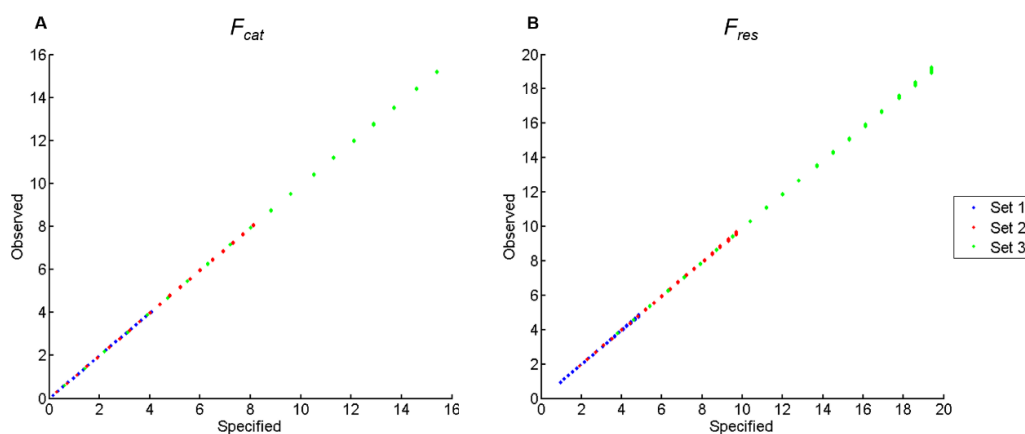 A
F_cat
16
14
12
10
8
6
4
2
0
0 2 4 6 8 10 12 14 16
Observed
Specified
B
F_res
20
18
16
14
12
10
8
6
4
2
0
0 2 4 6 8 10 12 14 16 18 20
Observed
Specified
Set 1
Set 2
Set 3